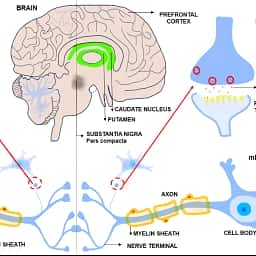 BRAIN
PREFRONTAL
CORTEX
CAUDATE NUCLEUS
PUTAMEN
SUBSTANTIA NIGRA
Pars compacta
AXON
MYELIN SHEATH
CELL BODY
SHEATH
NERVE TERMINAL